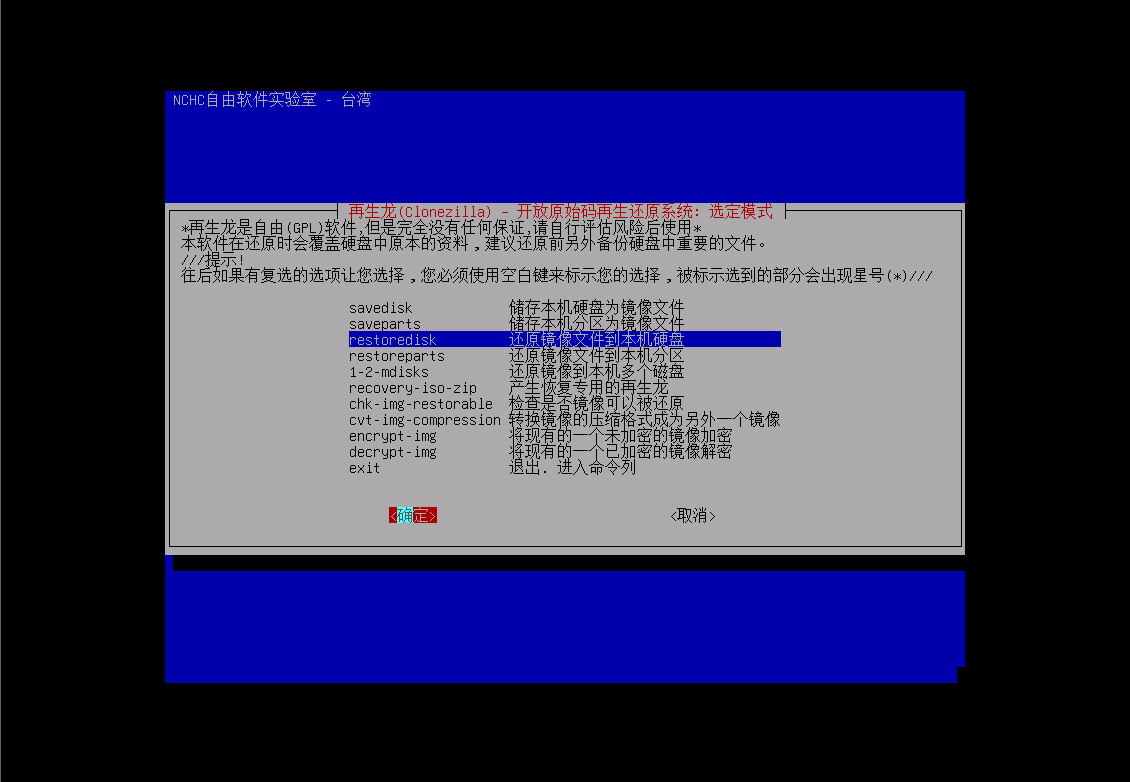 NCHC自由软件实验室 - 台湾
再生龙(Clonezilla) - 开放原始码再生还原系统: 选定模式
*再生龙是自由(GPL)软件,但是完全没有任何保证,请自行评估风险后使用*
本软件在还原时会覆盖硬盘中原本的资料，建议还原前另外备份硬盘中重要的文件。
///提示!
往后如果有复选的选项让您选择，您必须使用空白键来标示您的选择，被标示选到的部分会出现星号(*)///
savedisk 储存本机硬盘为镜像文件
saveparts 储存本机分区为镜像文件
restoredisk 还原镜像文件到本机硬盘
restoreparts 还原镜像文件到本机分区
1-2-mdisks 还原镜像到本机多个磁盘
recovery-iso-zip 产生恢复专用的再生龙
chk-img-restorable 检查是否镜像可以被还原
cvt-img-compression 转换镜像的压缩格式成为另外一个镜像
encrypt-img 将现有的一个未加密的镜像加密
decrypt-img 将现有的一个已加密的镜像解密
exit 退出. 进入命令列
<确定> <取消>